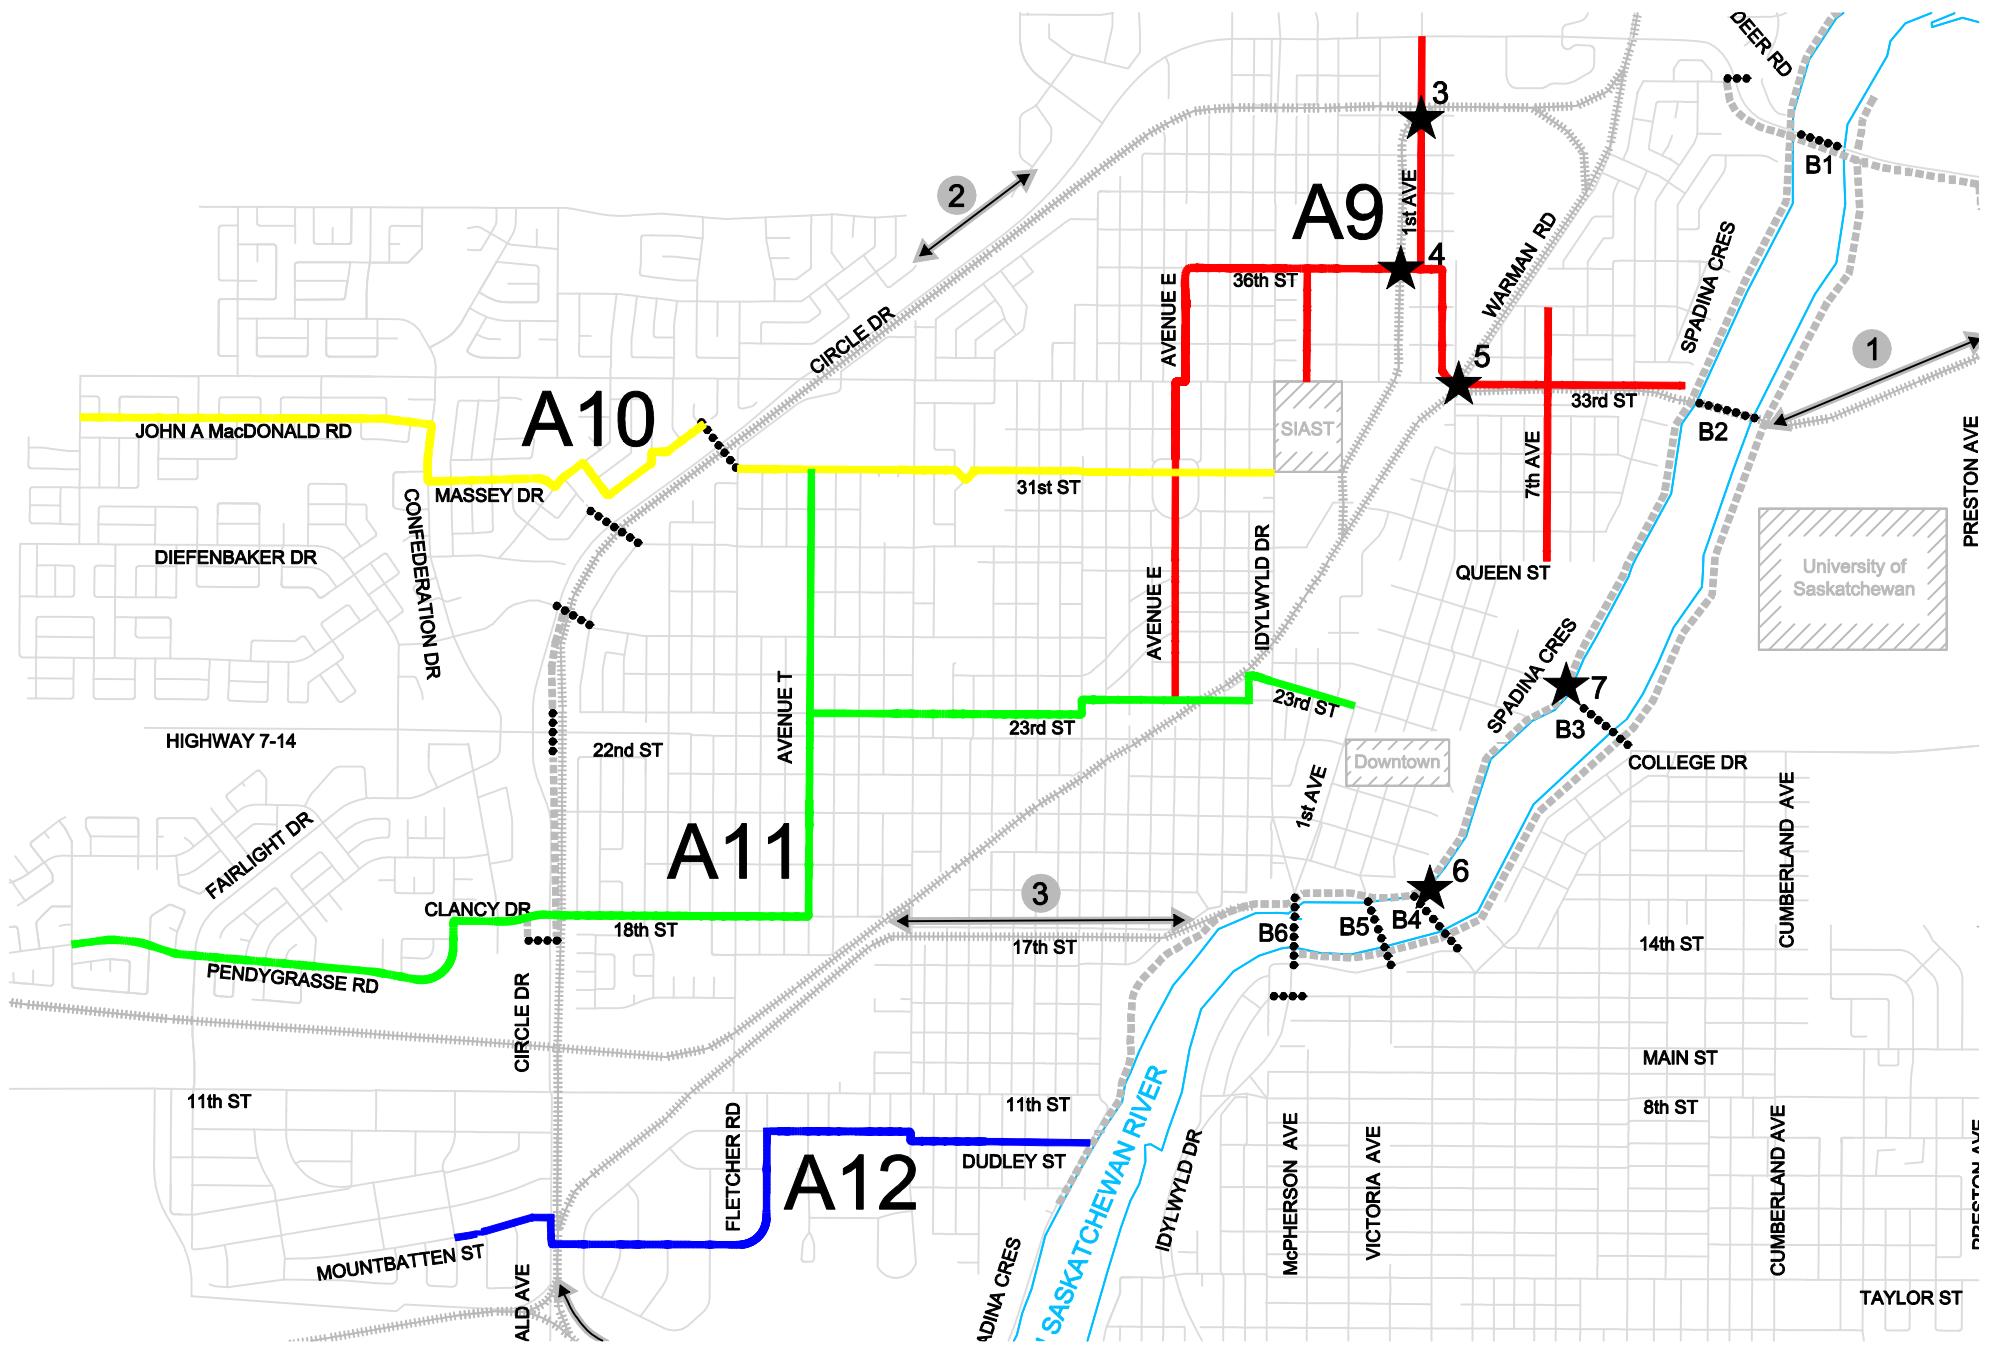 DEER RD
3
B1
2
1st AVE
A9
WARMAN RD
SPADINA CRES
4
36th ST
AVENUE E
CIRCLE DR
5
1
33rd ST
A10
JOHN A MacDONALD RD
SIAST
B2
PRESTON AVE
MASSEY DR
31st ST
7th AVE
CONFEDERATION DR
DIEFENBAKER DR
IDYLWYLD DR
QUEEN ST
University of
Saskatchewan
AVENUE E
SPADINA CRES
7
AVENUE T
23rd ST
23rd ST
B3
HIGHWAY 7-14
22nd ST
Downtown
COLLEGE DR
1st AVE
CUMBERLAND AVE
FAIRLIGHT DR
A11
6
3
CLANCY DR
18th ST
17th ST
B6
B5
B4
14th ST
PENDYGRASSE RD
CIRCLE DR
MAIN ST
11th ST
11th ST
8th ST
FLETCHER RD
SASKATCHEWAN RIVER
IDYLWYLD DR
McPHERSON AVE
VICTORIA AVE
CUMBERLAND AVE
PRESTON AVE
DUDLEY ST
A12
MOUNTBATTEN ST
ALD AVE
ADINA CRES
TAYLOR ST